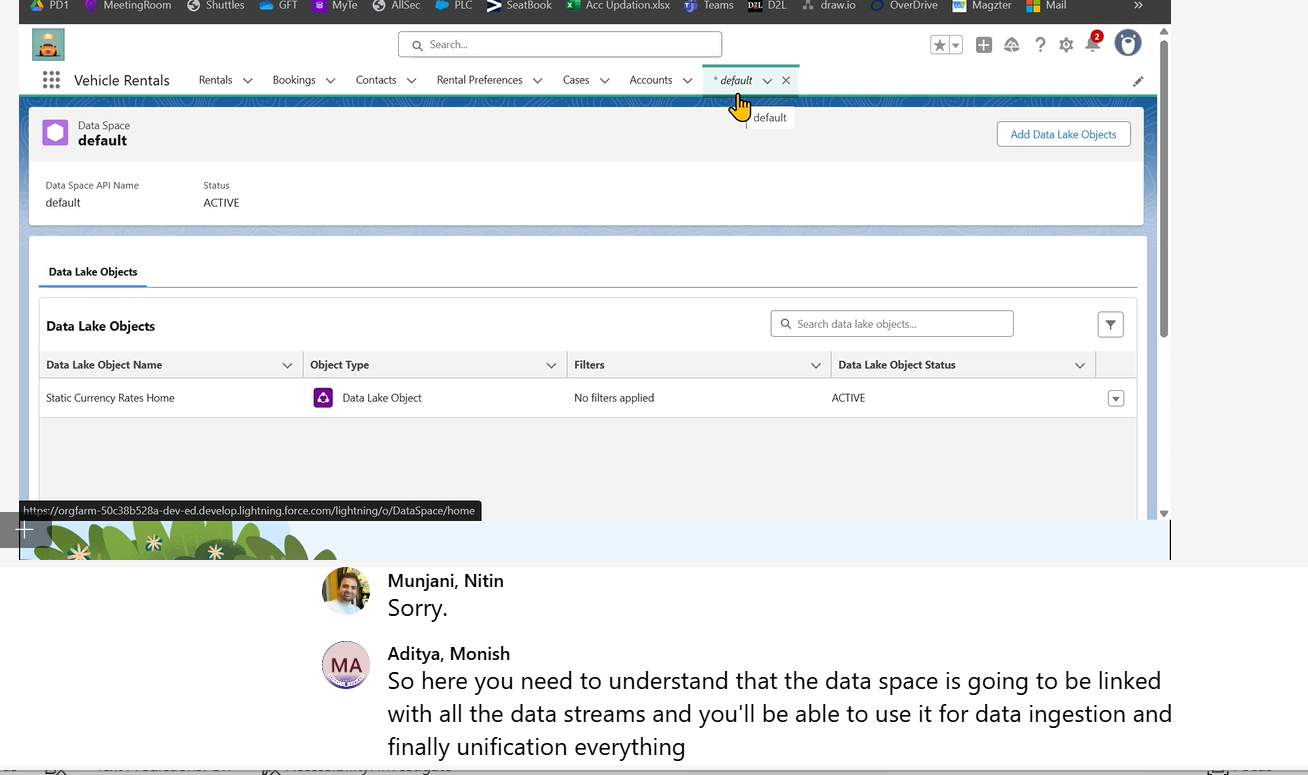 PD1 MeetingRoom Shuttles GFT MyTe AllSec PLC SeatBook Acc Updation.xlsx Teams D2L D2L draw.io OverDrive Magzter Mail »
Search... 2
Vehicle Rentals Rentals Bookings Contacts Rental Preferences Cases Accounts * default
default
Data Space
default
Add Data Lake Objects
Data Space API Name Status
default ACTIVE
Data Lake Objects
Data Lake Objects Search data lake objects...
Data Lake Object Name Object Type Filters Data Lake Object Status
Static Currency Rates Home Data Lake Object No filters applied ACTIVE
https://orgfarm-50c38b528a-dev-ed.develop.lightning.force.com/lightning/o/DataSpace/home
Munjani, Nitin
Sorry.
MA Aditya, Monish
So here you need to understand that the data space is going to be linked
with all the data streams and you'll be able to use it for data ingestion and
finally unification everything